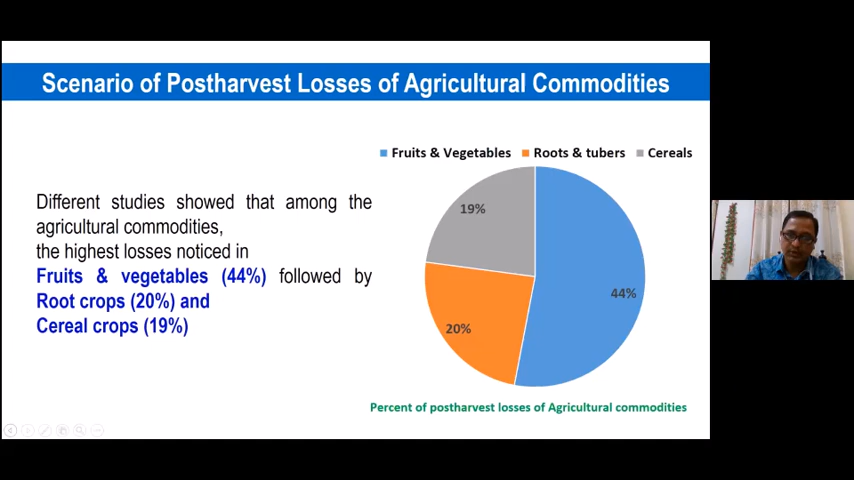 Scenario of Postharvest Losses of Agricultural Commodities
Fruits & Vegetables Roots & tubers Cereals
Different studies showed that among the
agricultural commodities,
the highest losses noticed in
Fruits & vegetables (44%) followed by
Root crops (20%) and
Cereal crops (19%)
19%
44%
20%
Percent of postharvest losses of Agricultural commodities